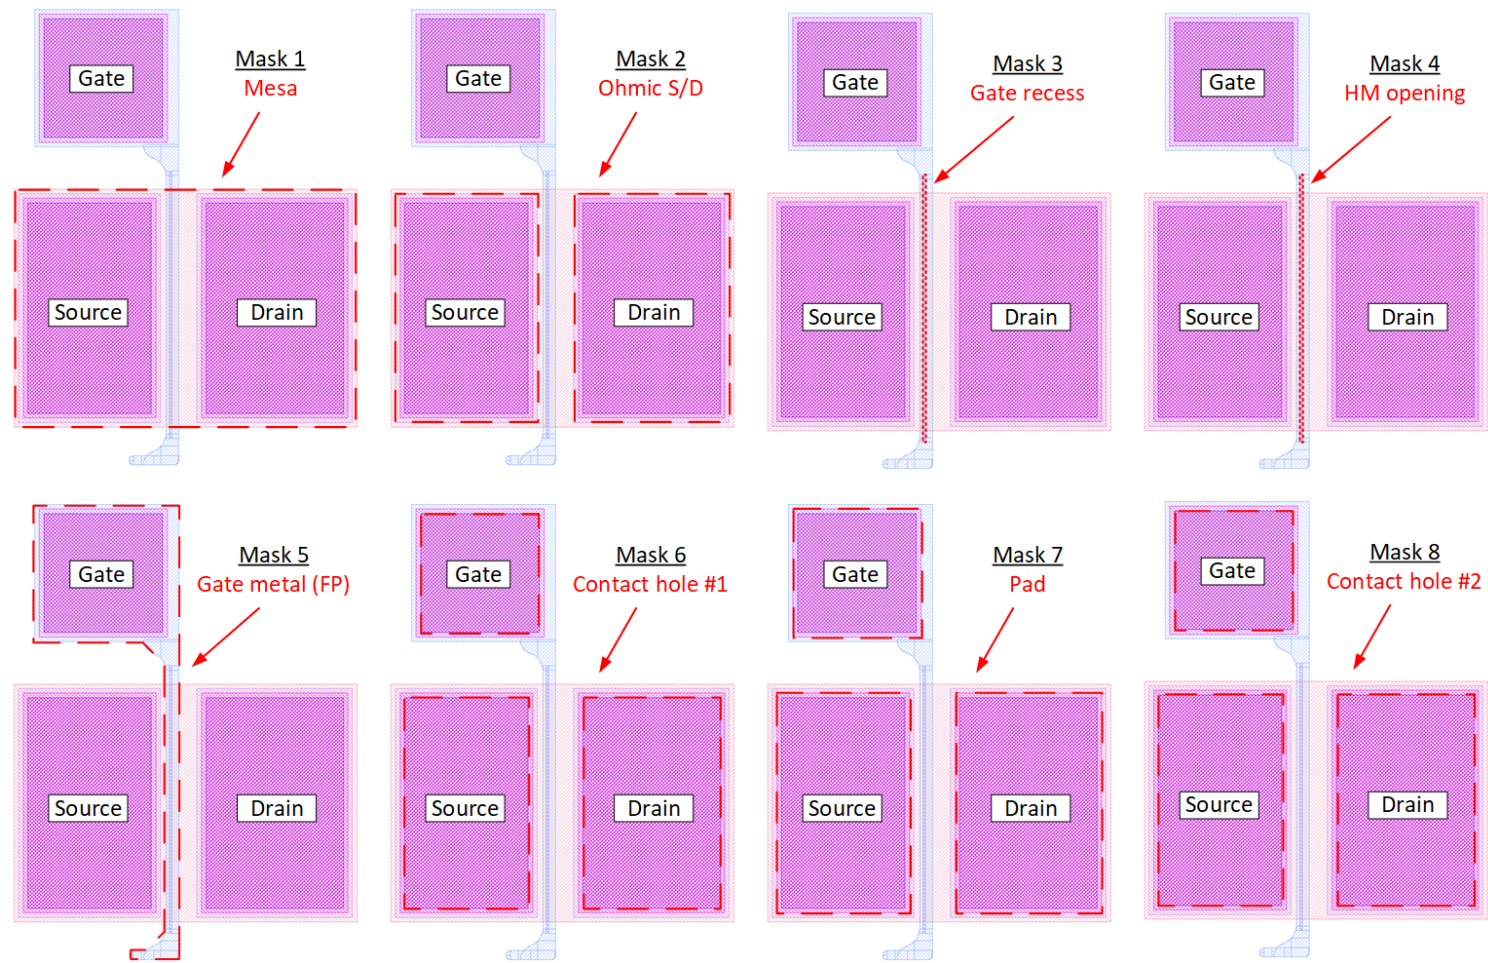 Gate
Mask 1
Mesa
Source
Drain
Gate
Mask 2
Ohmic S/D
Source
Drain
Gate
Mask 3
Gate recess
Source
Drain
Gate
Mask 4
HM opening
Source
Drain
Gate
Mask 5
Gate metal (FP)
Source
Drain
Gate
Mask 6
Contact hole #1
Source
Drain
Gate
Mask 7
Pad
Source
Drain
Gate
Mask 8
Contact hole #2
Source
Drain